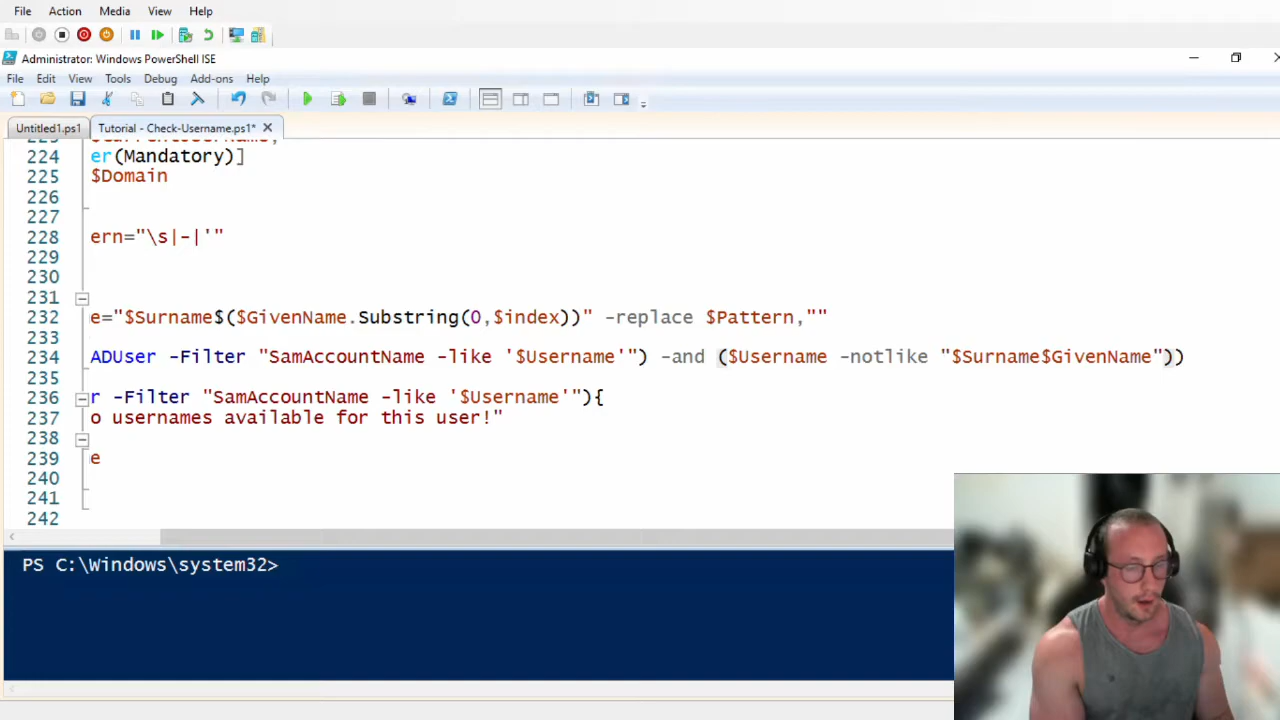 File Action Media View Help
Administrator: Windows PowerShell ISE
File Edit View Tools Debug Add-ons Help
Untitled1.ps1 Tutorial - Check-Username.ps1* X
224 er(Mandatory)]
225 $Domain
226
227
228 ern="\s|-|'"
229
230
231
232 e="$Surname$($GivenName.Substring(0,$index))" -replace $Pattern,""
233
234 ADUser -Filter "SamAccountName -like '$Username'") -and ($Username -notlike "$Surname$GivenName"))
235
236 r -Filter "SamAccountName -like '$Username'"){
237 o usernames available for this user!"
238
239 e
240
241
242
PS C:\Windows\system32>